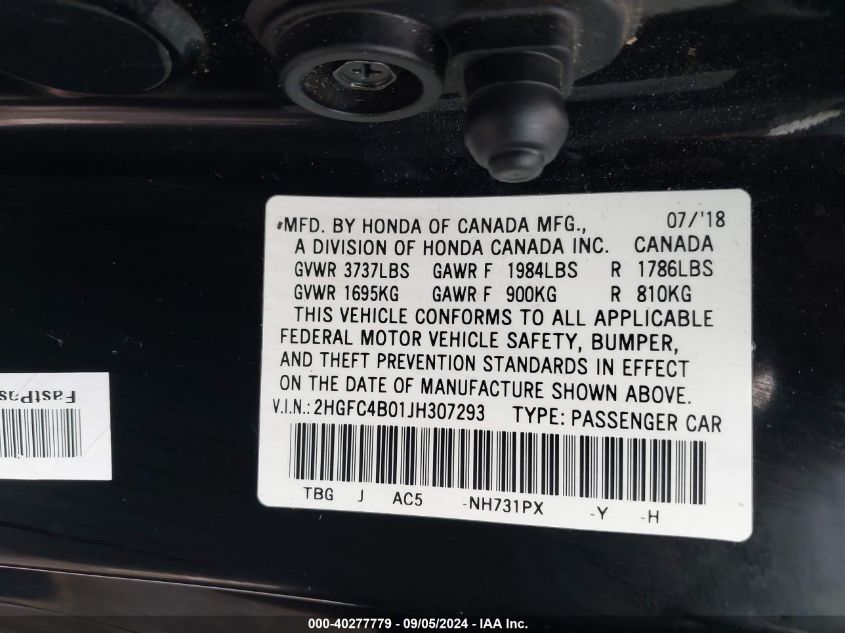 MFD. BY HONDA OF CANADA MFG., 07/'18
A DIVISION OF HONDA CANADA INC. CANADA
GVWR 3737LBS GAWR F 1984LBS R 1786LBS
GVWR 1695KG GAWR F 900KG R 810KG
THIS VEHICLE CONFORMS TO ALL APPLICABLE
FEDERAL MOTOR VEHICLE SAFETY, BUMPER,
AND THEFT PREVENTION STANDARDS IN EFFECT
ON THE DATE OF MANUFACTURE SHOWN ABOVE.
V.I.N.: 2HGFC4B01JH307293 TYPE: PASSENGER CAR
TBG J AC5 -NH731PX -Y -H
FastPas
000-40277779 - 09/05/2024 - IAA Inc.